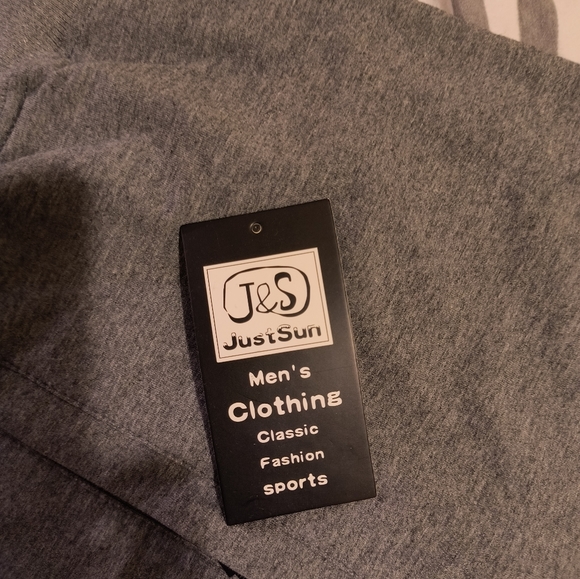 J&S
JustSun
Men's
Clothing
Classic
Fashion
sports